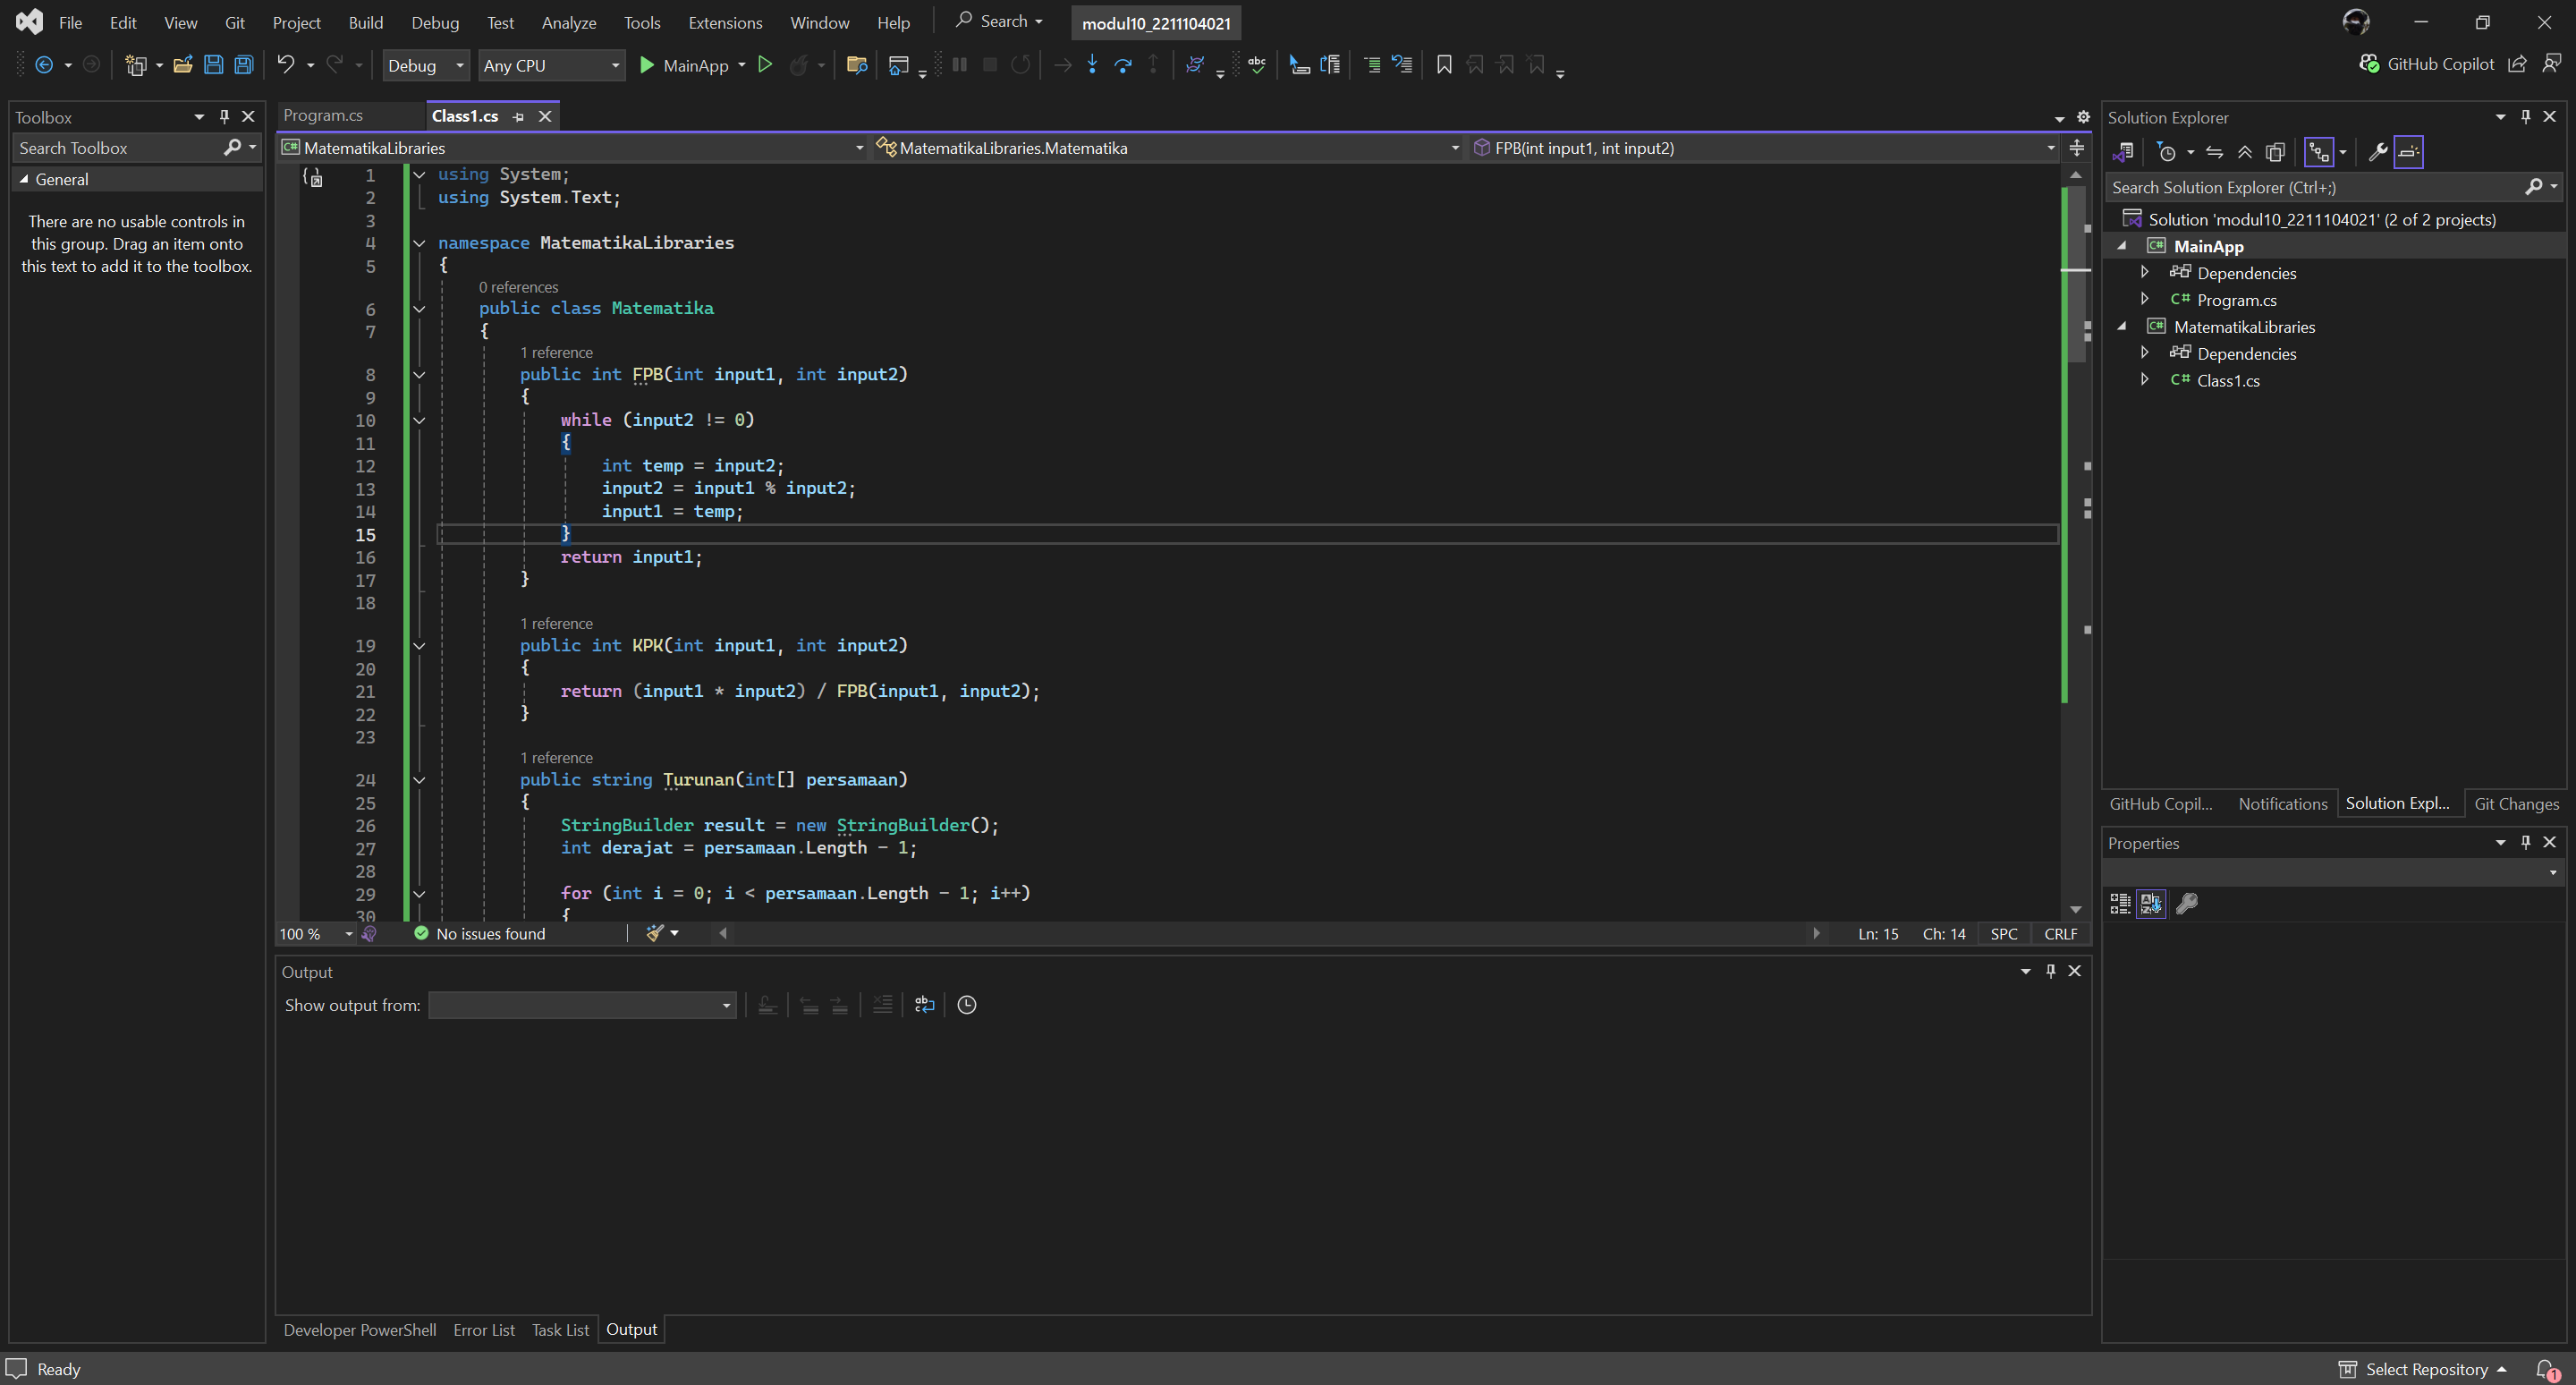 File Edit View Git Project Build Debug Test Analyze Tools Extensions Window Help Search modul10_2211104021
Debug Any CPU MainApp GitHub Copilot
Toolbox
Search Toolbox
General
There are no usable controls in
this group. Drag an item onto
this text to add it to the toolbox.
Program.cs Class1.cs
MatematikaLibraries MatematikaLibraries.Matematika FPB(int input1, int input2)
1 using System;
2 using System.Text;
3
4 namespace MatematikaLibraries
5 {
0 references
6 public class Matematika
7 {
1 reference
8 public int FPB(int input1, int input2)
9 {
10 while (input2 != 0)
11 {
12 int temp = input2;
13 input2 = input1 % input2;
14 input1 = temp;
15 }
16 return input1;
17 }
18
1 reference
19 public int KPK(int input1, int input2)
20 {
21 return (input1 * input2) / FPB(input1, input2);
22 }
23
1 reference
24 public string Turunan(int[] persamaan)
25 {
26 StringBuilder result = new StringBuilder();
27 int derajat = persamaan.Length - 1;
28
29 for (int i = 0; i < persamaan.Length - 1; i++)
30 {
100 % No issues found Ln: 15 Ch: 14 SPC CRLF
Output
Show output from:
Developer PowerShell Error List Task List Output
Solution Explorer
Search Solution Explorer (Ctrl+;)
Solution 'modul10_2211104021' (2 of 2 projects)
C# MainApp
Dependencies
C# Program.cs
C# MatematikaLibraries
Dependencies
C# Class1.cs
GitHub Copil... Notifications Solution Expl... Git Changes
Properties
Ready Select Repository 1